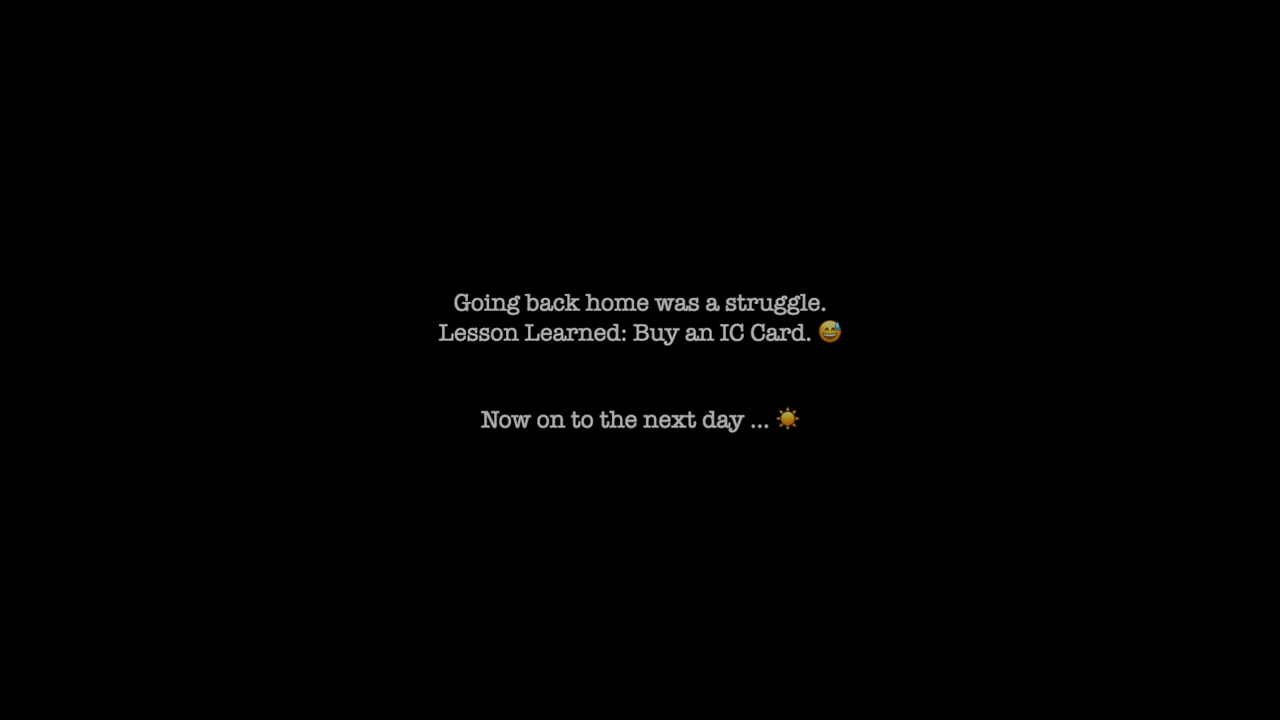 Going back home was a struggle.
Lesson Learned: Buy an IC Card. 😅
Now on to the next day ... ☀️